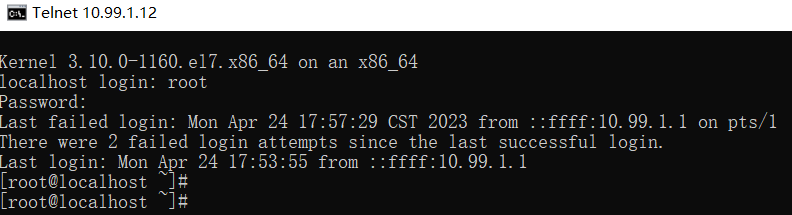 Telnet 10.99.1.12
Kernel 3.10.0-1160.el7.x86_64 on an x86_64
localhost login: root
Password:
Last failed login: Mon Apr 24 17:57:29 CST 2023 from ::ffff:10.99.1.1 on pts/1
There were 2 failed login attempts since the last successful login.
Last login: Mon Apr 24 17:53:55 from ::ffff:10.99.1.1
[root@localhost ~]#
[root@localhost ~]#